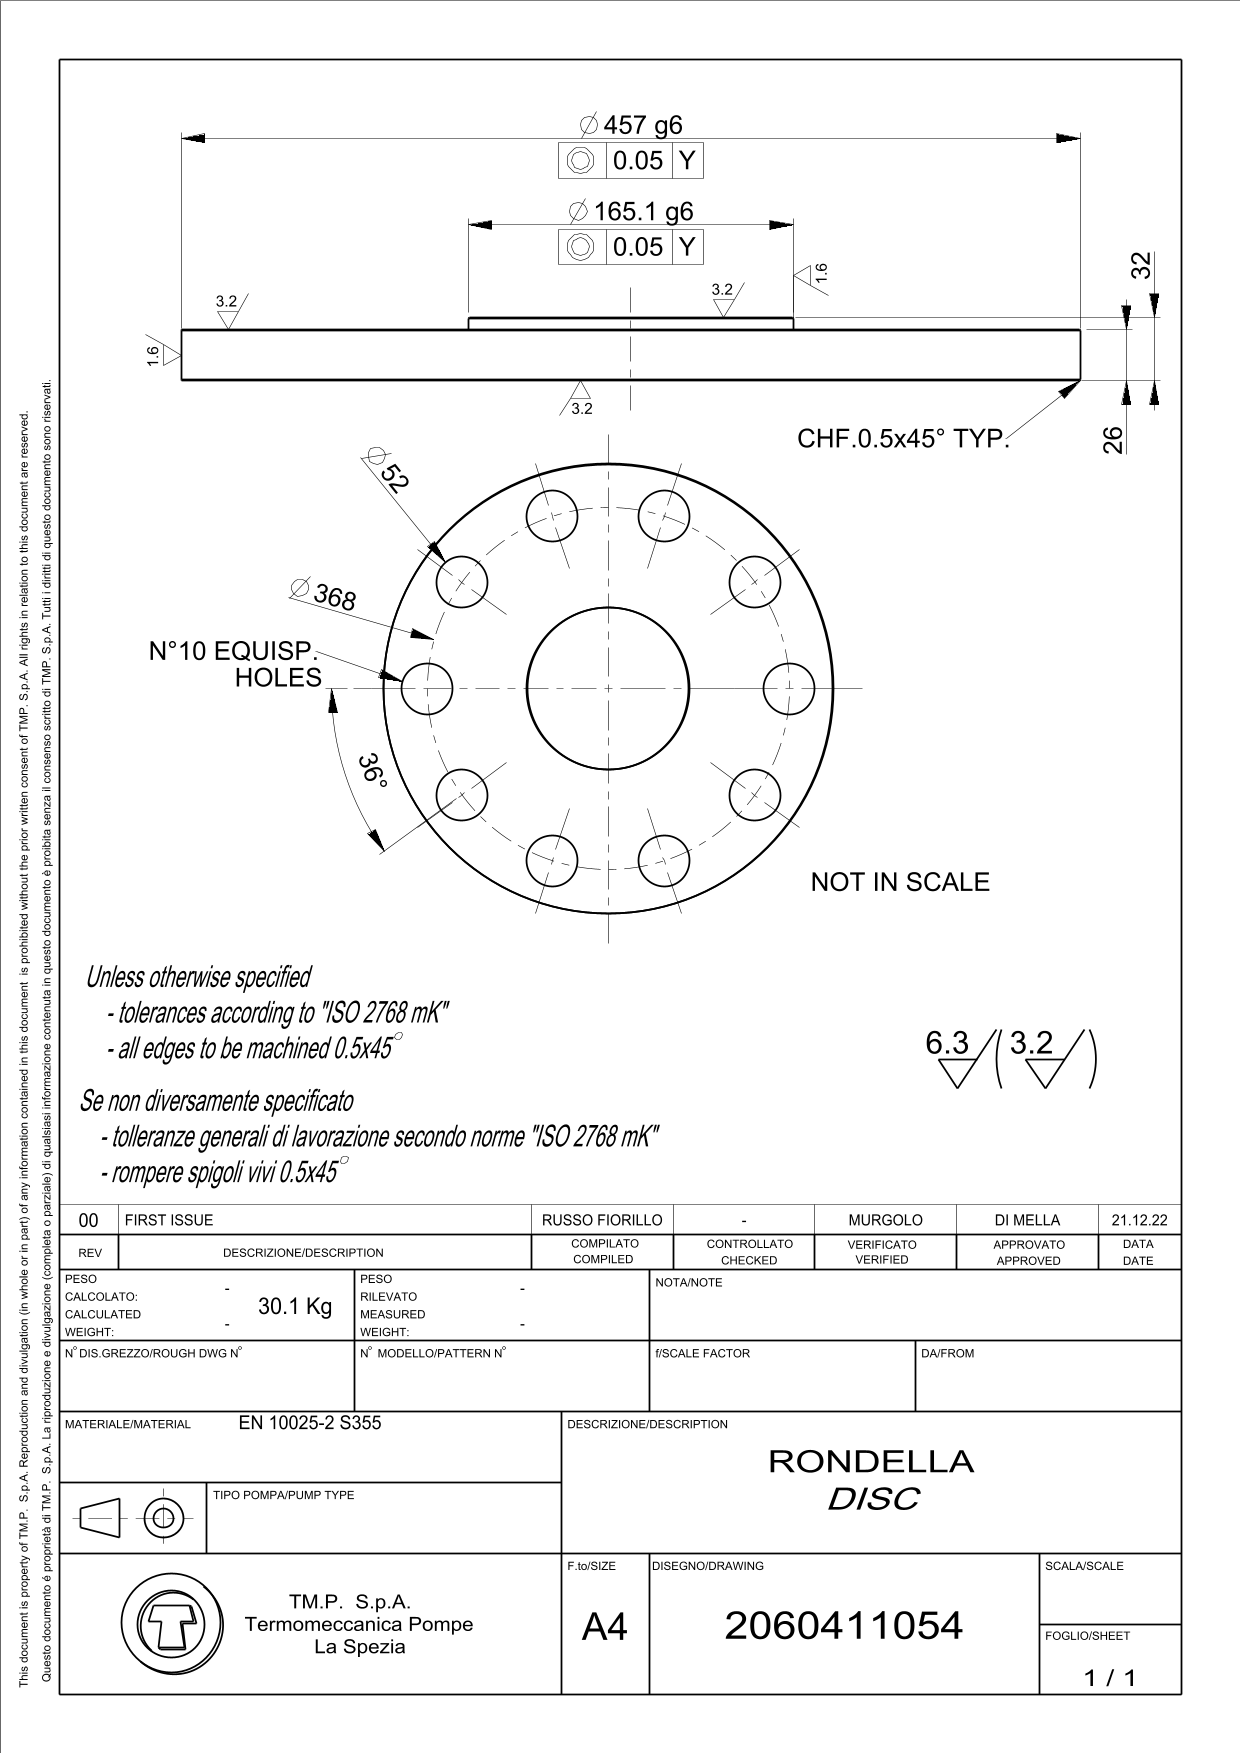 ⌀ 457 g6
0.05 Y
⌀ 165.1 g6
0.05 Y
3.2
3.2
1.6
32
1.6
3.2
CHF.0.5x45° TYP.
26
⌀ 52
⌀ 368
N°10 EQUISP.
HOLES
36°
NOT IN SCALE
Unless otherwise specified
- tolerances according to "ISO 2768 mK"
- all edges to be machined 0.5x45°
6.3 ( 3.2 )
Se non diversamente specificato
- tolleranze generali di lavorazione secondo norme "ISO 2768 mK"
- rompere spigoli vivi 0.5x45°
This document is property of TM.P. S.p.A. Reproduction and divulgation (in whole or in part) of any information contained in this document is prohibited without the prior written consent of TMP. S.p.A. All rights in relation to this document are reserved.
Questo documento é proprietà di TM.P. S.p.A. La riproduzione e divulgazione (completa o parziale) di qualsiasi informazione contenuta in questo documento è proibita senza il consenso scritto di TMP. S.p.A. Tutti i diritti di questo documento sono riservati.
00 FIRST ISSUE RUSSO FIORILLO - MURGOLO DI MELLA 21.12.22
REV DESCRIZIONE/DESCRIPTION COMPILATO CONTROLLATO VERIFICATO APPROVATO DATA
COMPILED CHECKED VERIFIED APPROVED DATE
PESO PESO NOTA/NOTE
CALCOLATO: - RILEVATO -
CALCULATED 30.1 Kg MEASURED
WEIGHT: - WEIGHT: -
N° DIS.GREZZO/ROUGH DWG N° N° MODELLO/PATTERN N° f/SCALE FACTOR DA/FROM
MATERIALE/MATERIAL EN 10025-2 S355 DESCRIZIONE/DESCRIPTION
RONDELLA
DISC
TIPO POMPA/PUMP TYPE
F.to/SIZE DISEGNO/DRAWING SCALA/SCALE
TM.P. S.p.A.
Termomeccanica Pompe
La Spezia
A4 2060411054
FOGLIO/SHEET
1 / 1